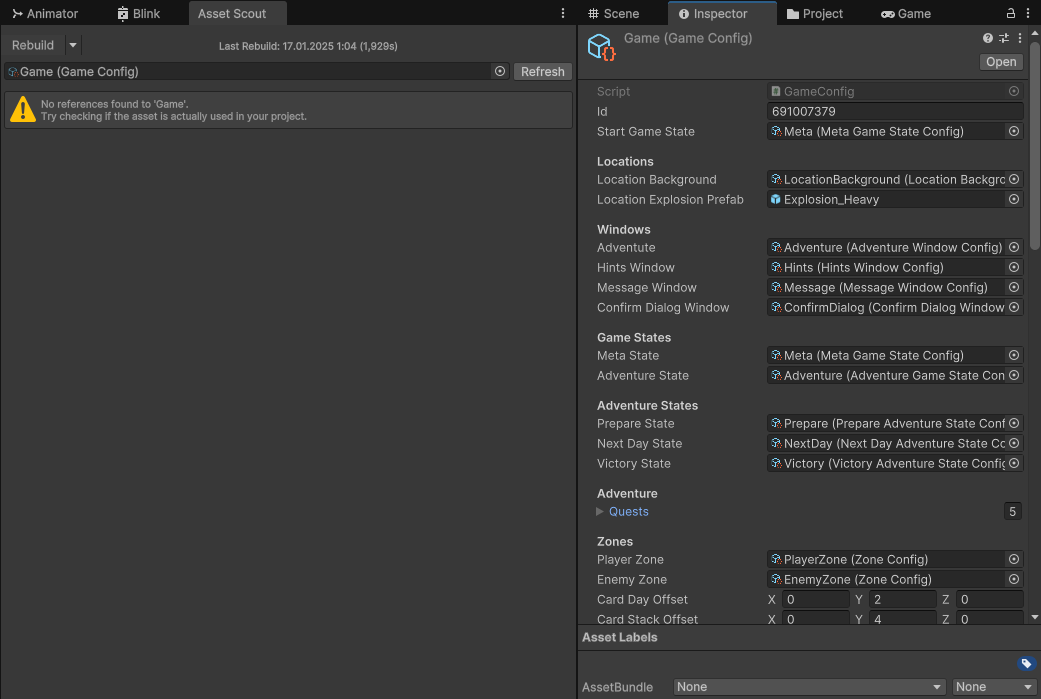 Animator
Blink
Asset Scout
Scene
Inspector
Project
Game
Rebuild
Last Rebuild: 17.01.2025 1:04 (1,929s)
Game (Game Config)
Refresh
No references found to 'Game'.
Try checking if the asset is actually used in your project.
Game (Game Config)
Open
Script GameConfig
Id 691007379
Start Game State Meta (Meta Game State Config)
Locations
Location Background LocationBackground (Location Backgrc
Location Explosion Prefab Explosion_Heavy
Windows
Adventute Adventure (Adventure Window Config)
Hints Window Hints (Hints Window Config)
Message Window Message (Message Window Config)
Confirm Dialog Window ConfirmDialog (Confirm Dialog Window
Game States
Meta State Meta (Meta Game State Config)
Adventure State Adventure (Adventure Game State Con
Adventure States
Prepare State Prepare (Prepare Adventure State Conf
Next Day State NextDay (Next Day Adventure State Cc
Victory State Victory (Victory Adventure State Config
Adventure
Quests 5
Zones
Player Zone PlayerZone (Zone Config)
Enemy Zone EnemyZone (Zone Config)
Card Day Offset X 0 Y 2 Z 0
Card Stack Offset X 0 Y 4 Z 0
Asset Labels
AssetBundle None None